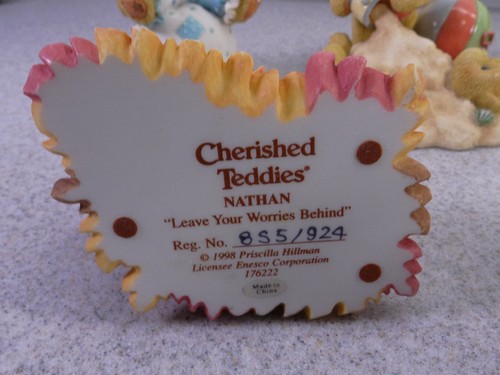 Cherished
Teddies®
NATHAN
"Leave Your Worries Behind"
Reg. No. 8S5/924
© 1998 Priscilla Hillman
Licensee Enesco Corporation
176222
Made in
China